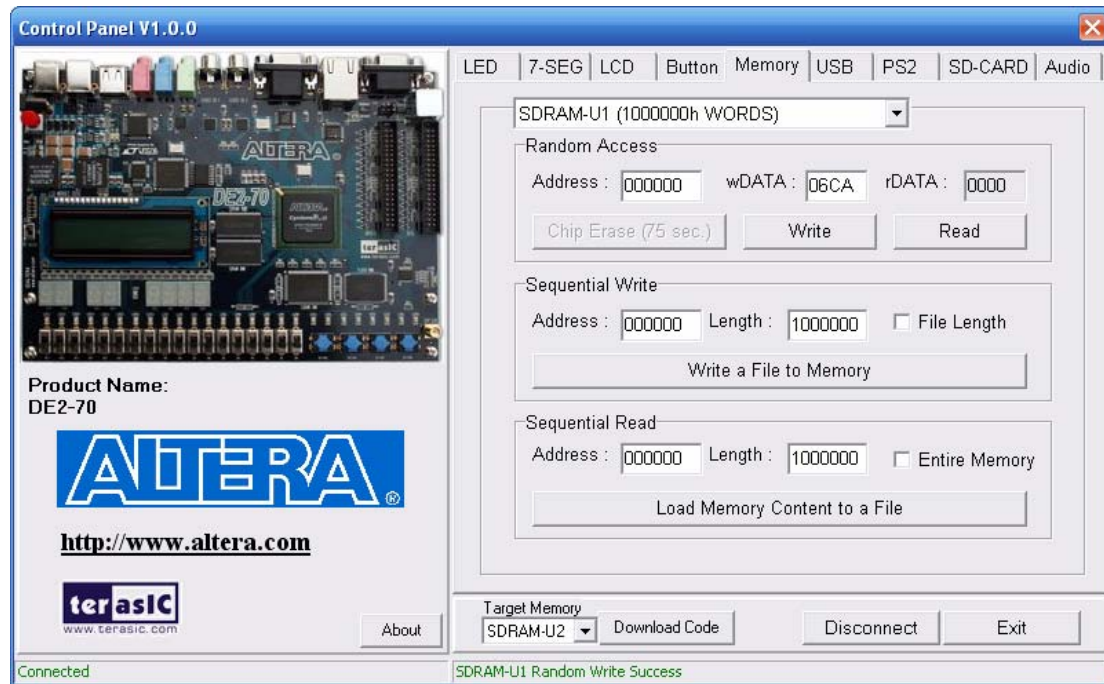 Control Panel V1.0.0
ALTERA
DE2-70
terasIC
Product Name:
DE2-70
ALTERA®
http://www.altera.com
terasIC
www.terasic.com
About
Connected
LED 7-SEG LCD Button Memory USB PS2 SD-CARD Audio
SDRAM-U1 (1000000h WORDS)
Random Access
Address : 000000 wDATA : 06CA rDATA : 0000
Chip Erase (75 sec.) Write Read
Sequential Write
Address : 000000 Length : 1000000 File Length
Write a File to Memory
Sequential Read
Address : 000000 Length : 1000000 Entire Memory
Load Memory Content to a File
Target Memory
SDRAM-U2 Download Code Disconnect Exit
SDRAM-U1 Random Write Success